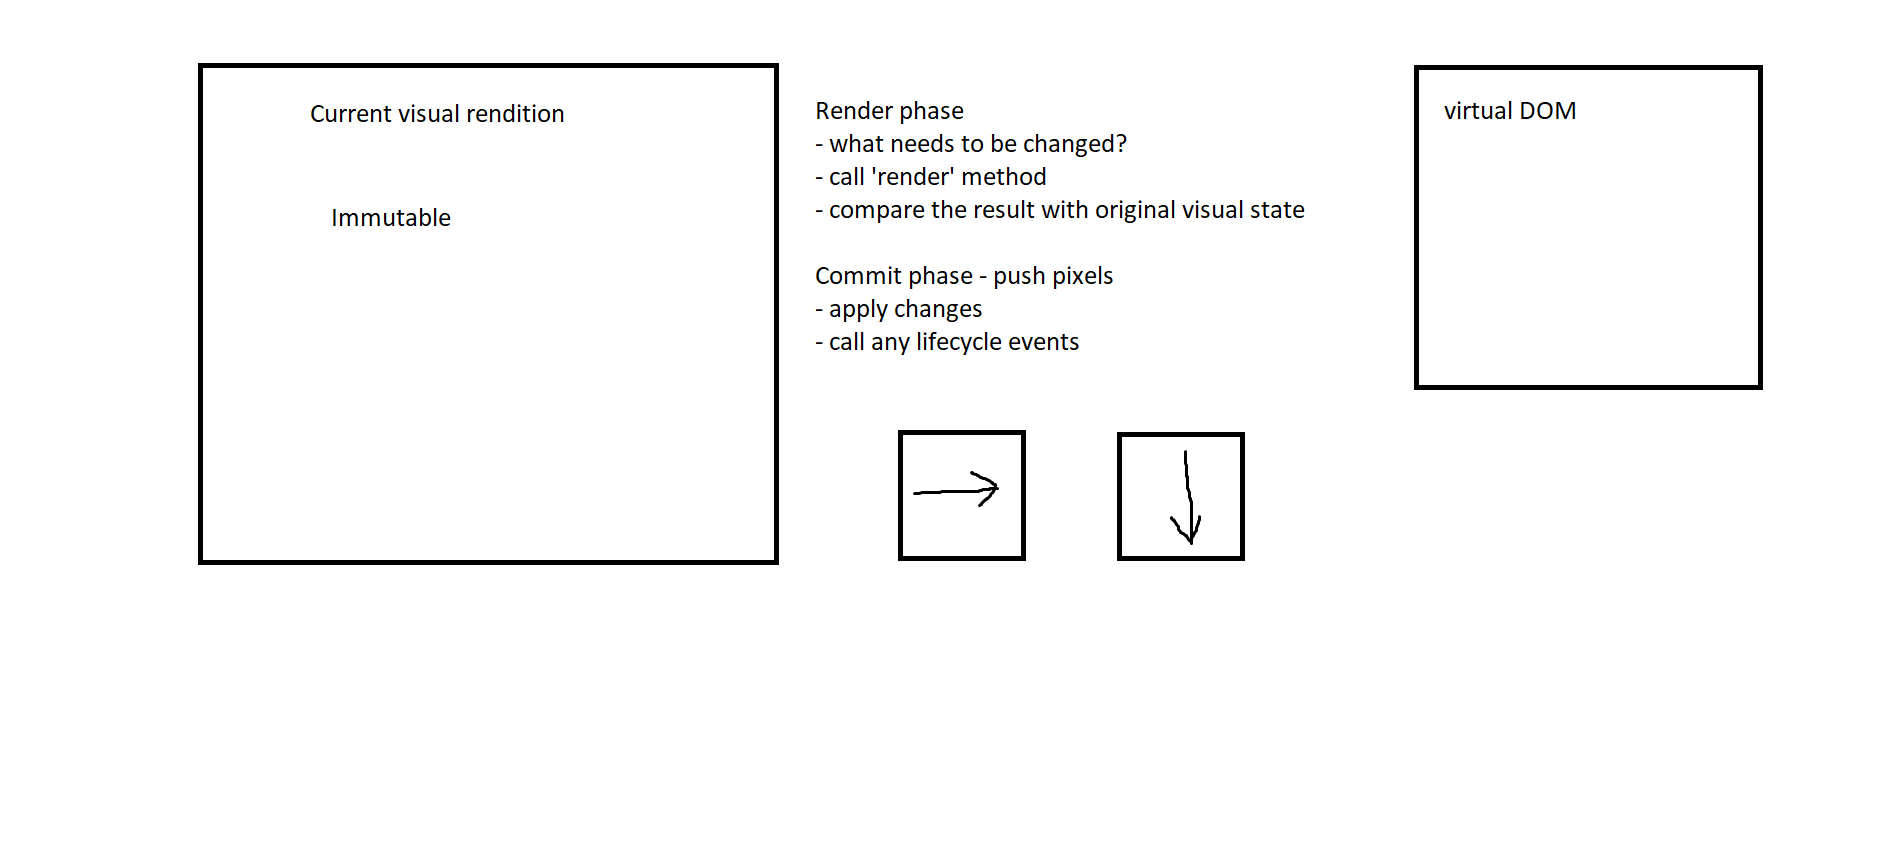 Current visual rendition
Immutable
Render phase
- what needs to be changed?
- call 'render' method
- compare the result with original visual state
Commit phase - push pixels
- apply changes
- call any lifecycle events
virtual DOM